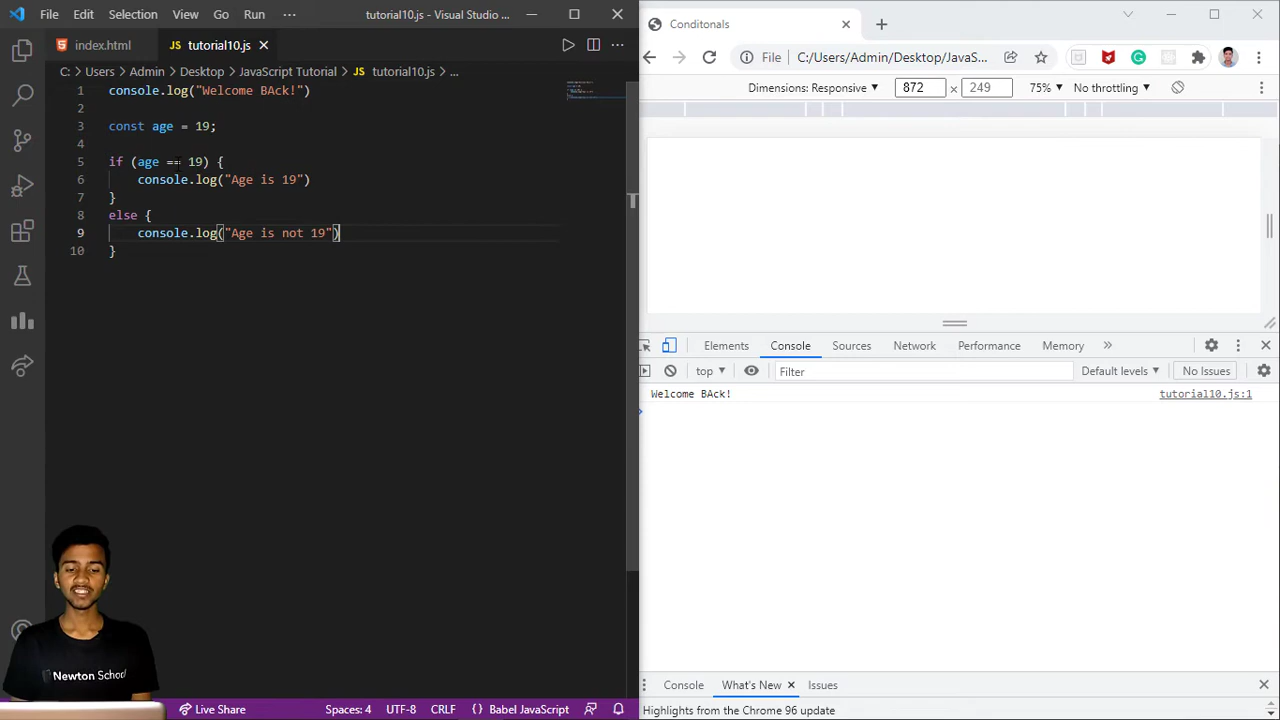 File Edit Selection View Go Run ··· tutorial10.js - Visual Studio ...
index.html JS tutorial10.js
C: > Users > Admin > Desktop > JavaScript Tutorial > JS tutorial10.js > ...
1 console.log("Welcome BAck!")
2
3 const age = 19;
4
5 if (age == 19) {
6 console.log("Age is 19")
7 }
8 else {
9 console.log("Age is not 19")
10 }
Newton School
Live Share Spaces: 4 UTF-8 CRLF { } Babel JavaScript
Conditonals
File C:/Users/Admin/Desktop/JavaS...
Dimensions: Responsive ▼ 872 × 249 75% ▼ No throttling ▼
Elements Console Sources Network Performance Memory »
top ▼ Filter Default levels ▼ No Issues
Welcome BAck! tutorial10.js:1
Console What's New Issues
Highlights from the Chrome 96 update